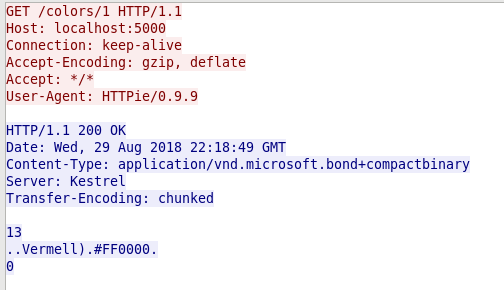 GET /colors/1 HTTP/1.1
Host: localhost:5000
Connection: keep-alive
Accept-Encoding: gzip, deflate
Accept: */*
User-Agent: HTTPie/0.9.9
HTTP/1.1 200 OK
Date: Wed, 29 Aug 2018 22:18:49 GMT
Content-Type: application/vnd.microsoft.bond+compactbinary
Server: Kestrel
Transfer-Encoding: chunked
13
..Vermell).#FF0000.
0